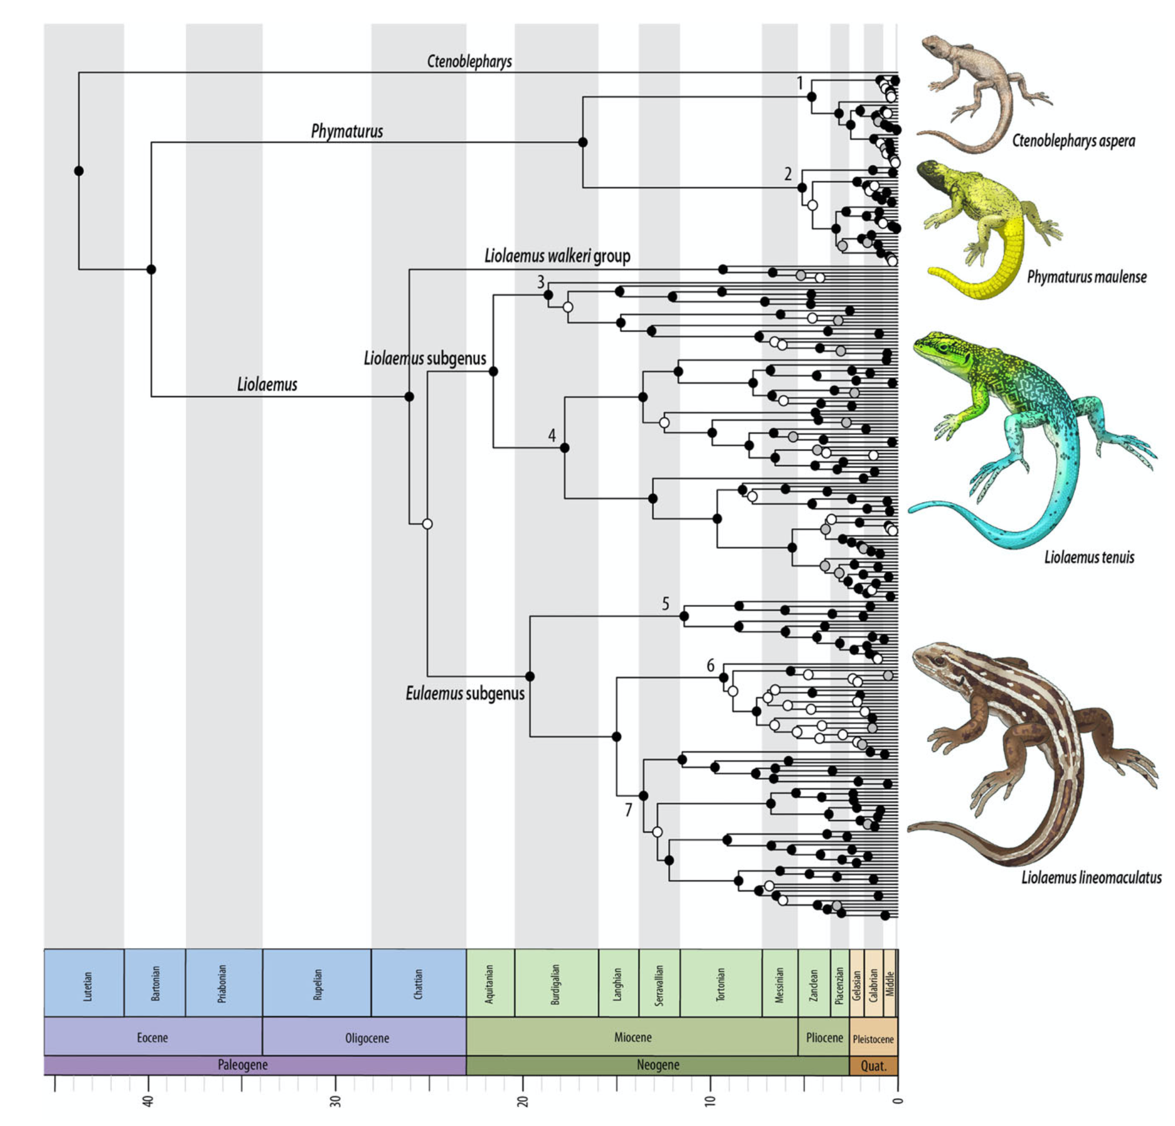 Ctenoblepharys
1
Ctenoblepharys aspera
Phymaturus
2
Phymaturus maulense
Liolaemus walkeri group
3
Liolaemus subgenus
Liolaemus
4
Liolaemus tenuis
5
6
Eulaemus subgenus
7
Liolaemus lineomaculatus
Lutetian
Bartonian
Priabonian
Rupelian
Chattian
Aquitanian
Burdigalian
Langhian
Serravallian
Tortonian
Messinian
Zanclean
Piacenzian
Gelasian
Calabrian
Middle
Eocene
Oligocene
Miocene
Pliocene
Pleistocene
Paleogene
Neogene
Quat.
40
30
20
10
0